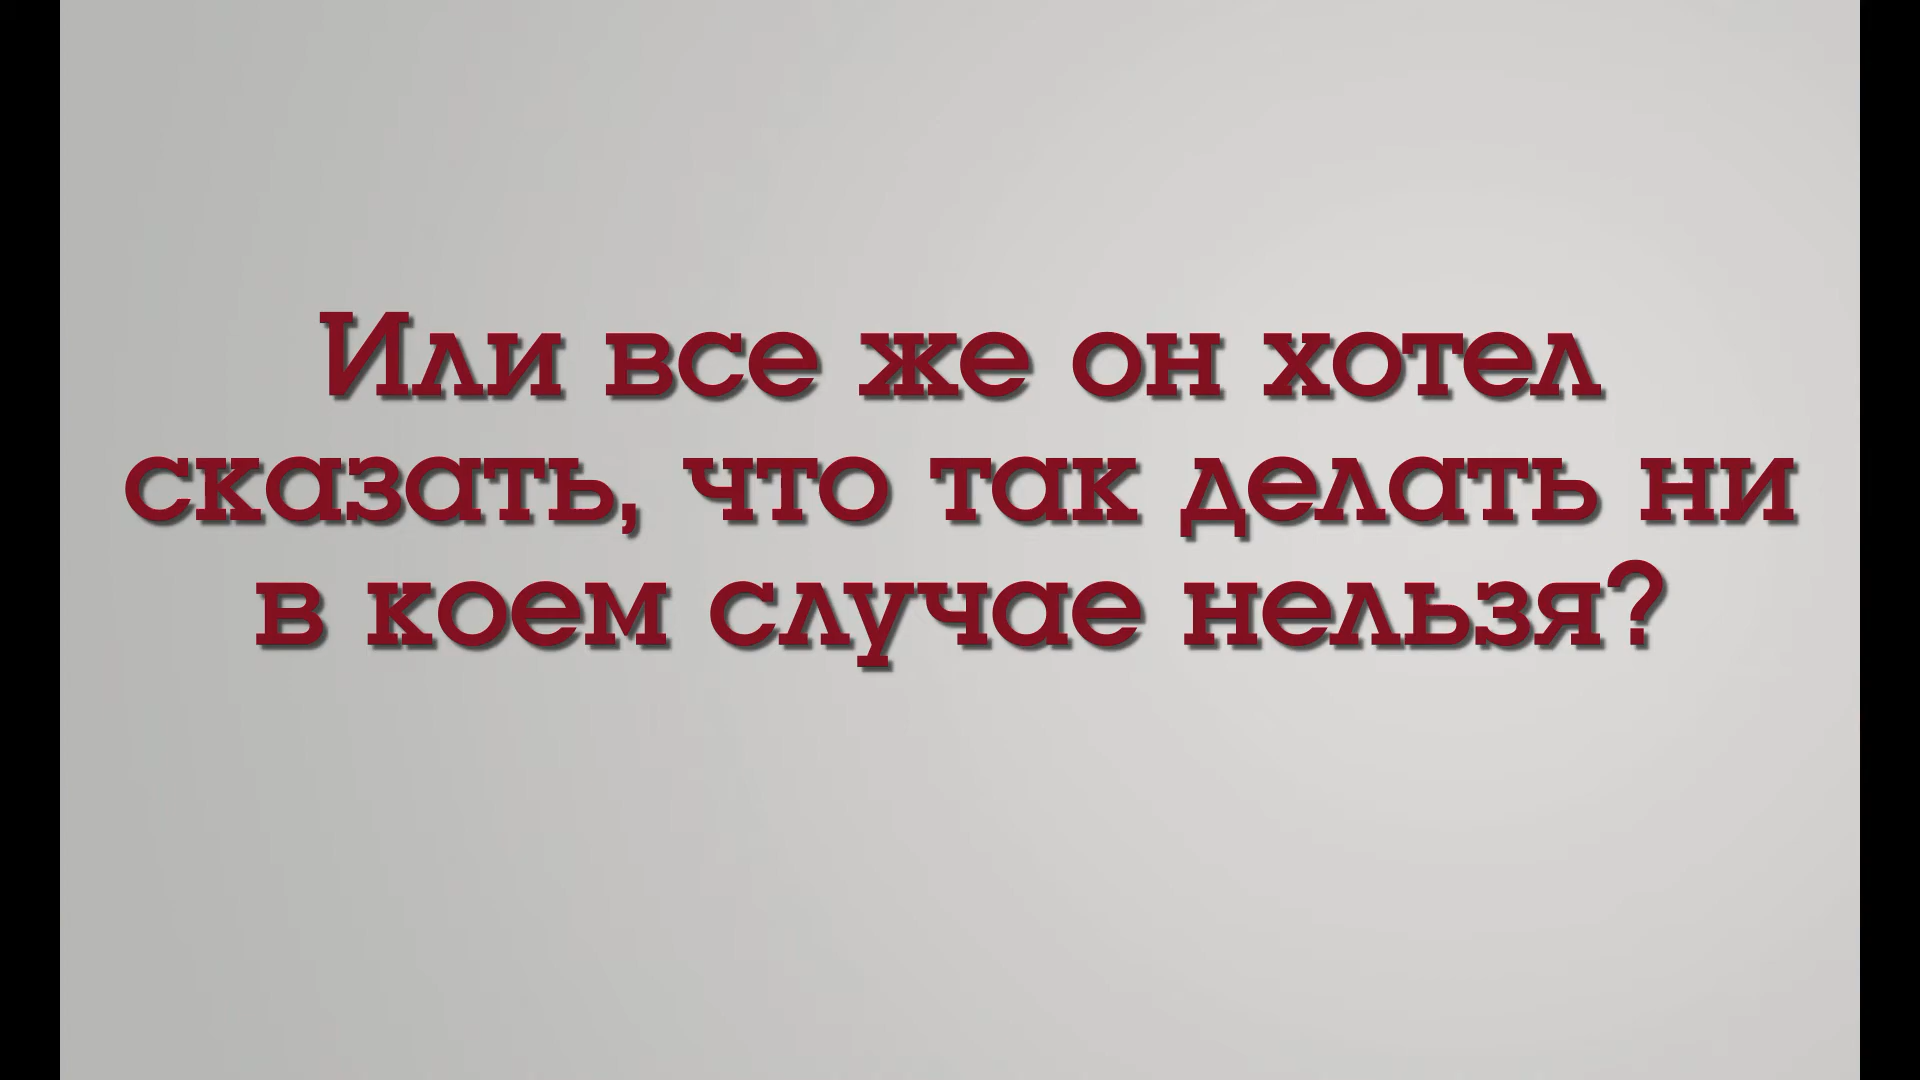 Или все же он хотел
сказать, что так делать ни
в коем случае нельзя?